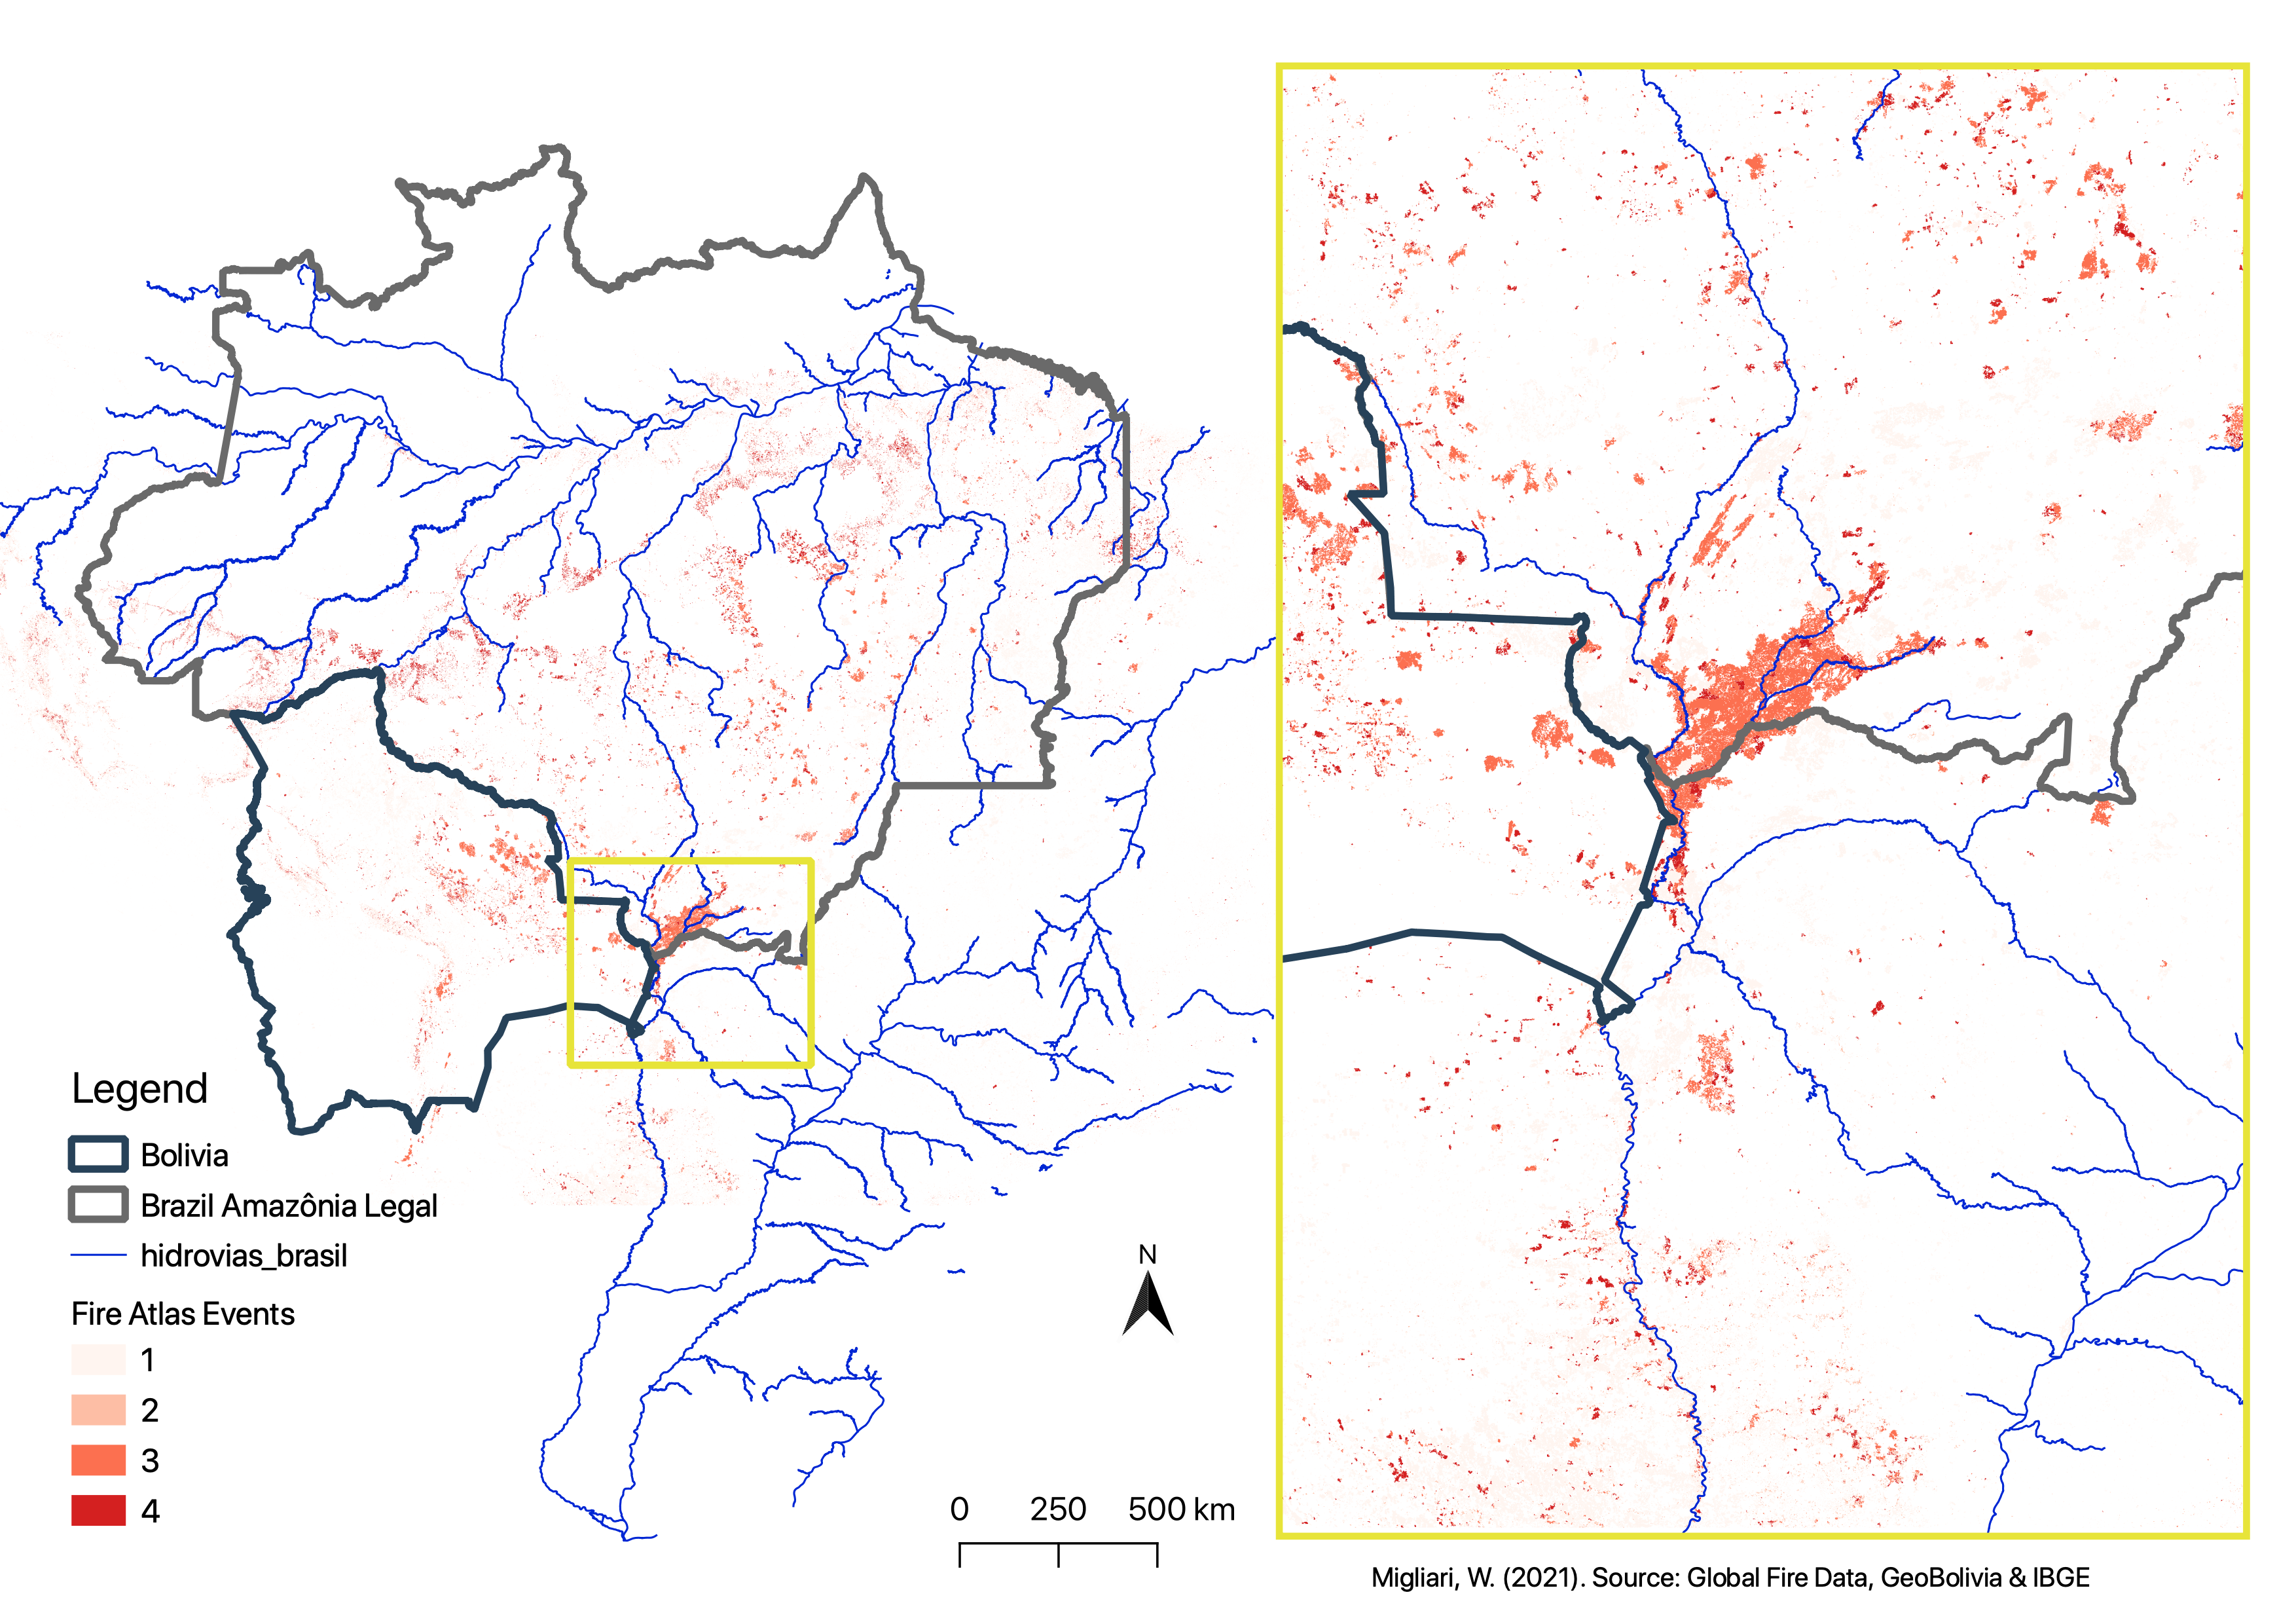 Legend
Bolivia
Brazil Amazônia Legal
hidrovias_brasil
Fire Atlas Events
1
2
3
4
N
0 250 500 km
Migliari, W. (2021). Source: Global Fire Data, GeoBolivia & IBGE